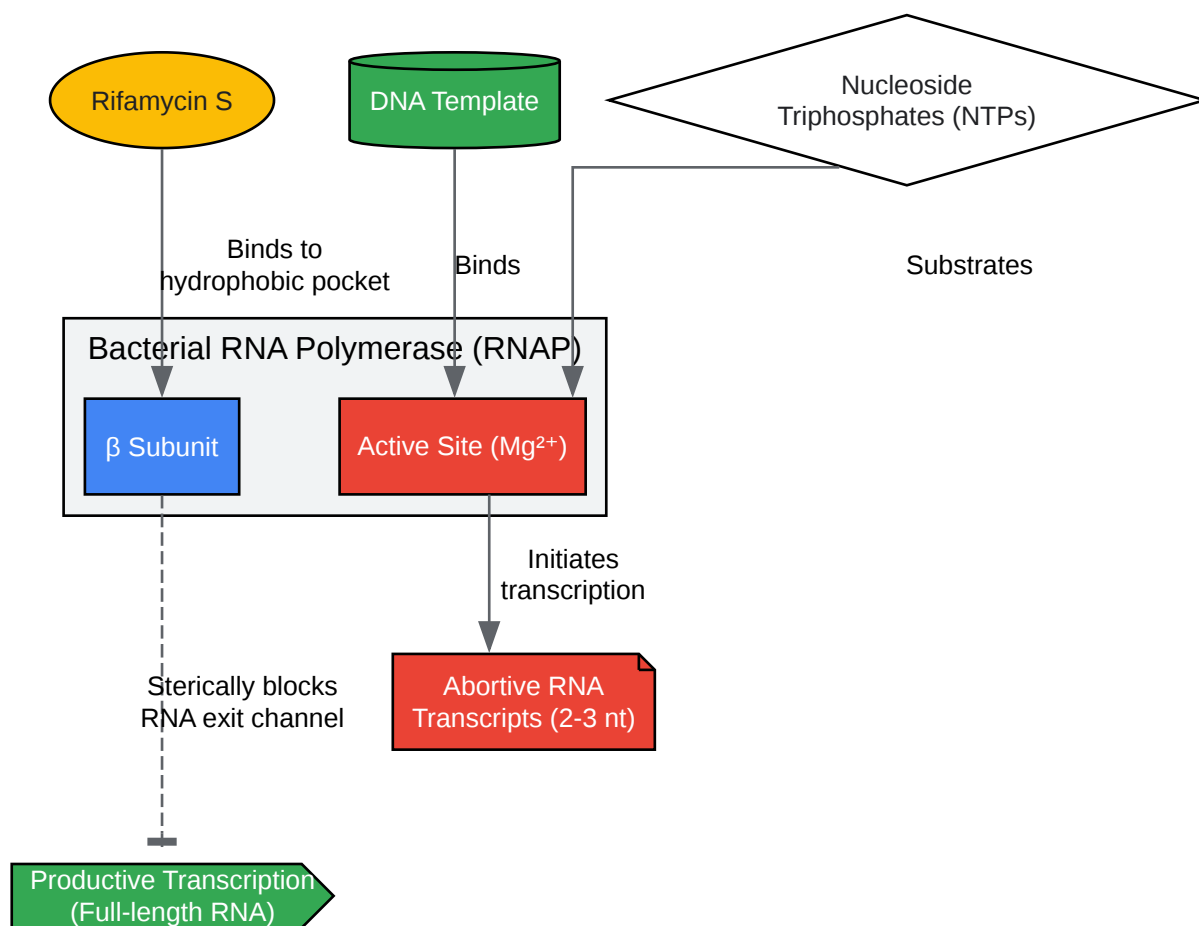 Rifamycin S
DNA Template
Nucleoside
Triphosphates (NTPs)
Binds to
hydrophobic pocket
Binds
Substrates
Bacterial RNA Polymerase (RNAP)
β Subunit
Active Site (Mg²⁺)
Initiates
transcription
Sterically blocks
RNA exit channel
Abortive RNA
Transcripts (2-3 nt)
Productive Transcription
(Full-length RNA)